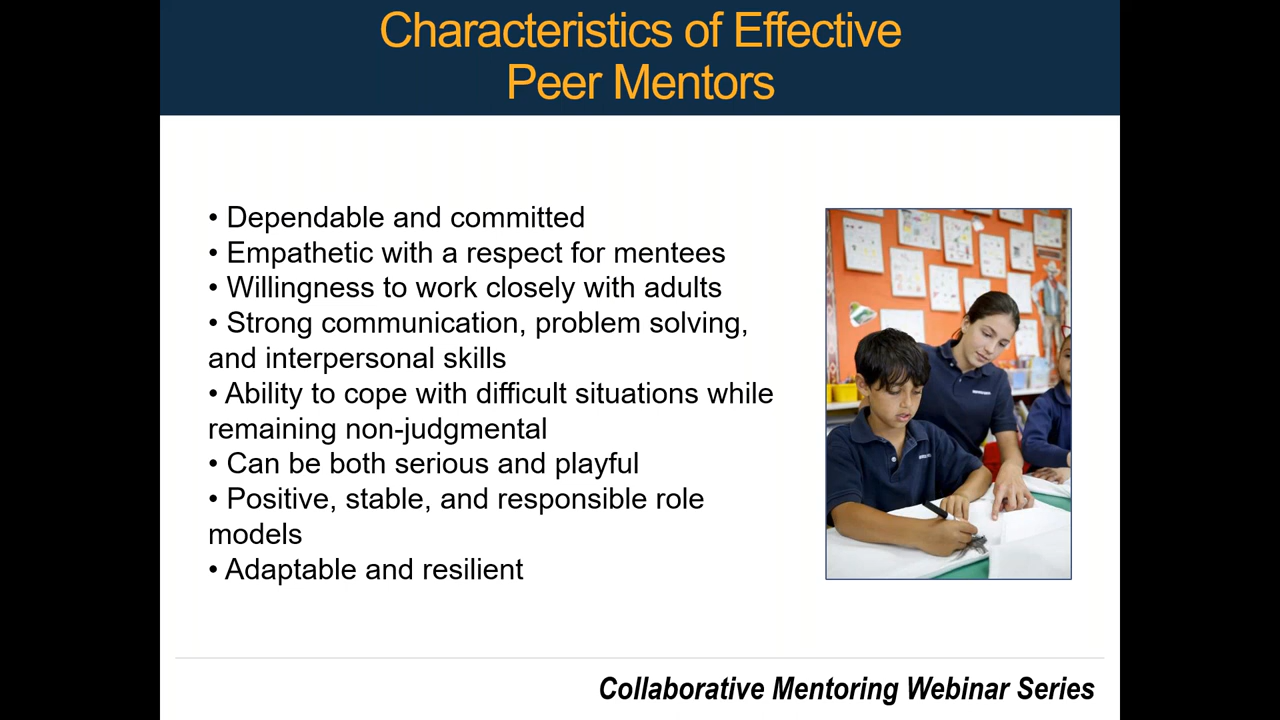 Characteristics of Effective
Peer Mentors
• Dependable and committed
• Empathetic with a respect for mentees
• Willingness to work closely with adults
• Strong communication, problem solving,
and interpersonal skills
• Ability to cope with difficult situations while
remaining non-judgmental
• Can be both serious and playful
• Positive, stable, and responsible role
models
• Adaptable and resilient
Collaborative Mentoring Webinar Series